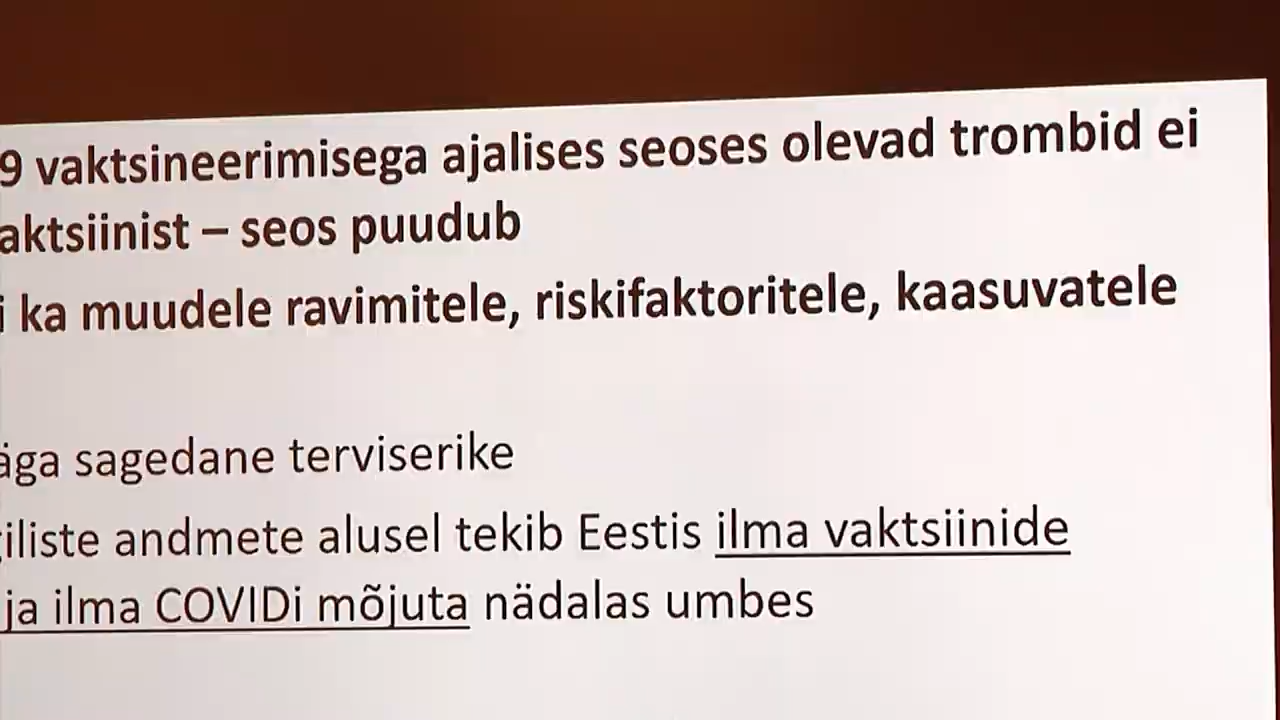 9 vaktsineerimisega ajalises seoses olevad trombid ei
aktsiinist – seos puudub
i ka muudele ravimitele, riskifaktoritele, kaasuvatele
äga sagedane terviserike
giliste andmete alusel tekib Eestis ilma vaktsiinide
ja ilma COVIDi mõjuta nädalas umbes